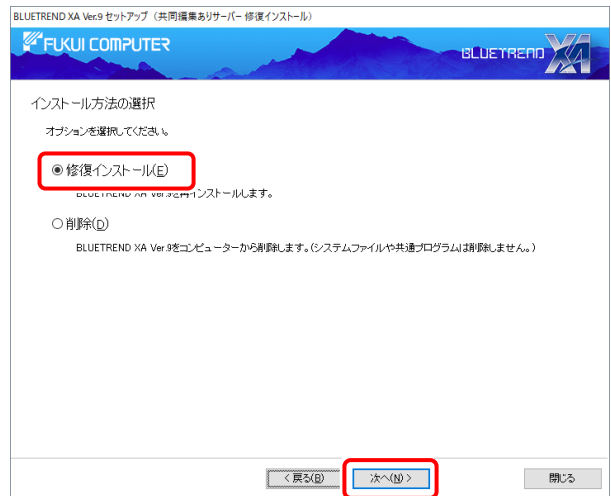 BLUETREND XA Ver.9 セットアップ（共同編集ありサーバー 修復インストール）
FUKUI COMPUTER
BLUETREND XA
インストール方法の選択
オプションを選択してください。
修復インストール(E)
BLUETREND XA Ver.9を再インストールします。
削除(D)
BLUETREND XA Ver.9をコンピューターから削除します。(システムファイルや共通プログラムは削除しません。)
< 戻る(B) 次へ(N) > 閉じる